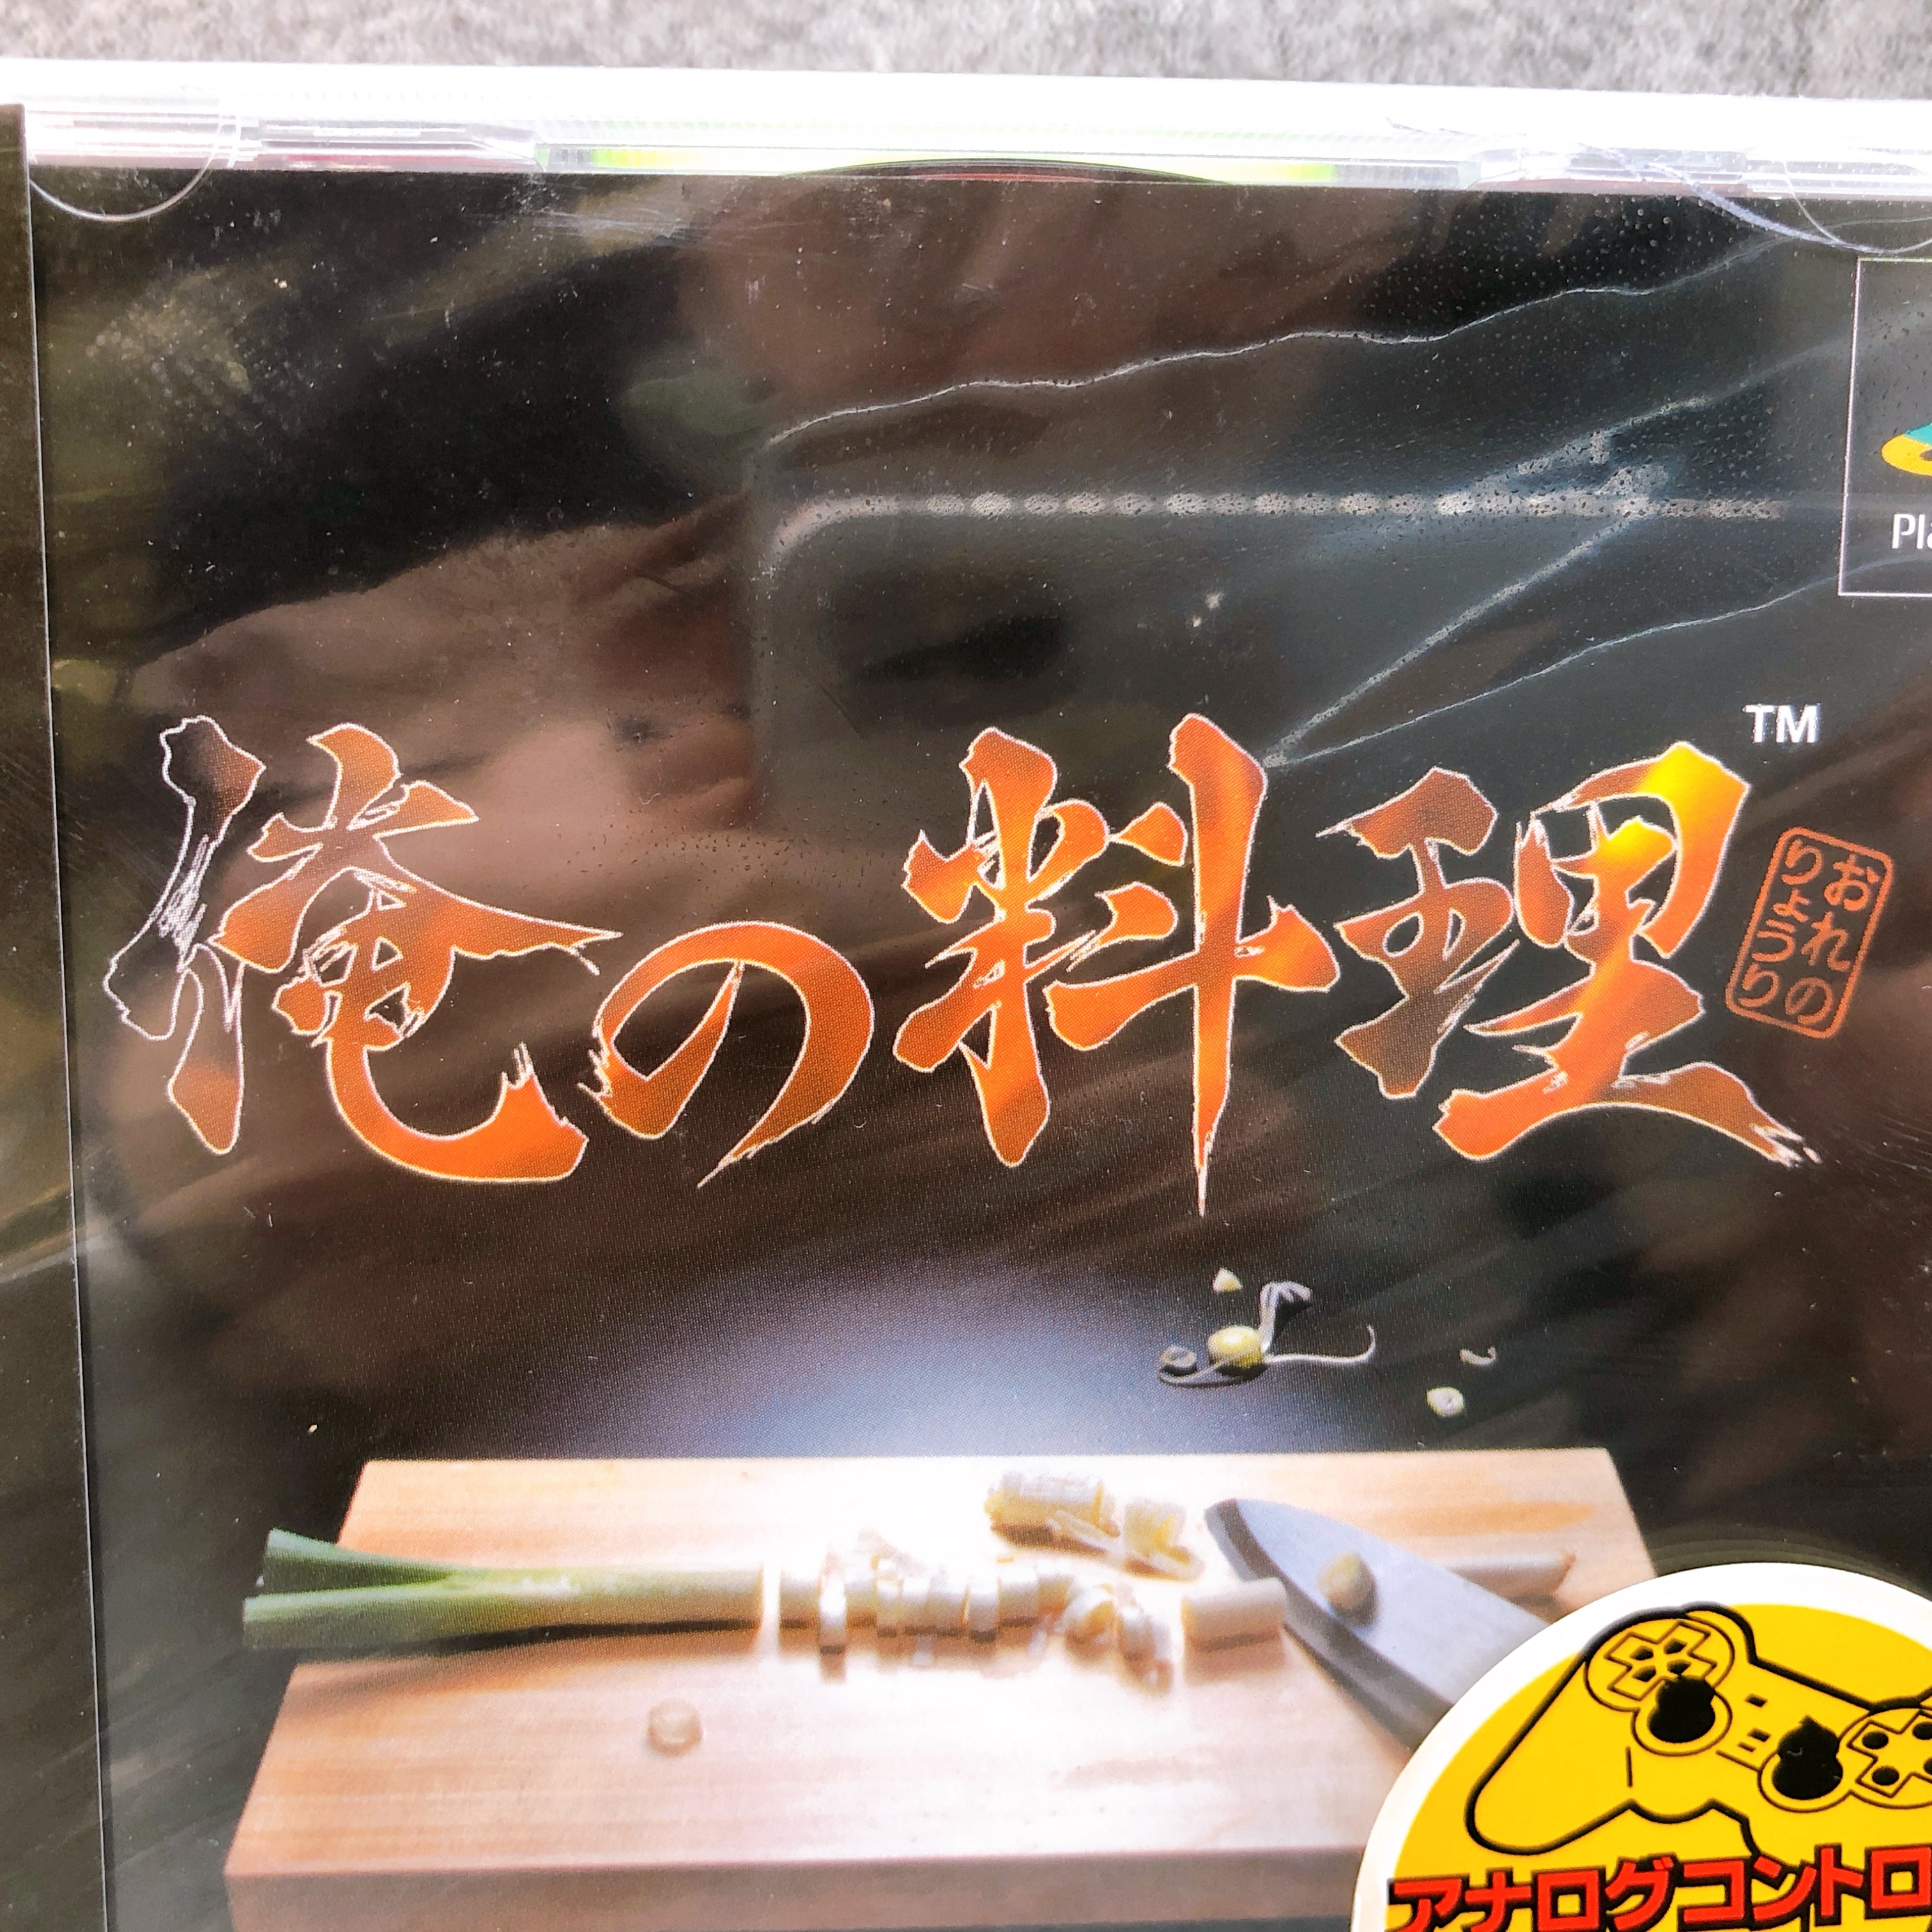 俺の料理
TM
おれの
りょうり
アナログコントロ